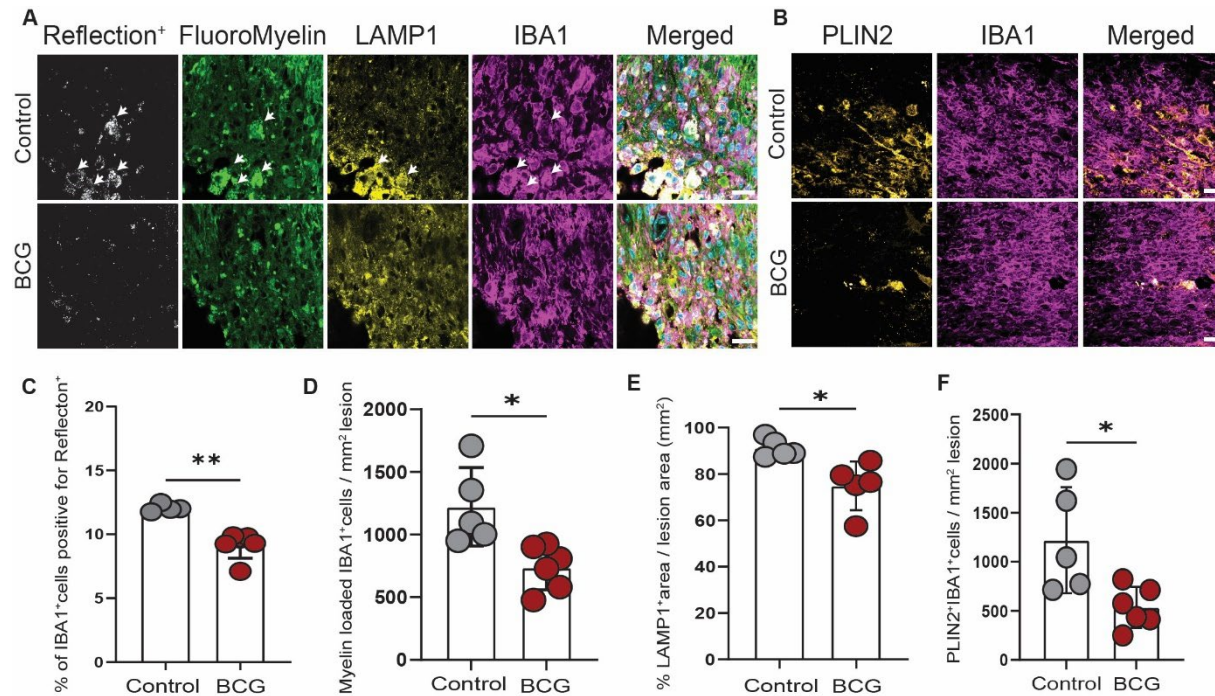 A
Reflection⁺ FluoroMyelin LAMP1 IBA1 Merged
Control
BCG
B
PLIN2 IBA1 Merged
Control
BCG
C
% of IBA1⁺cells positive for Reflection⁺
20
15
10
5
0
**
Control BCG
D
Myelin loaded IBA1⁺cells / mm² lesion
2000
1500
1000
500
0
*
Control BCG
E
% LAMP1⁺area / lesion area (mm²)
100
80
60
40
20
0
*
Control BCG
F
PLIN2⁺IBA1⁺cells / mm² lesion
2500
2000
1500
1000
500
0
*
Control BCG